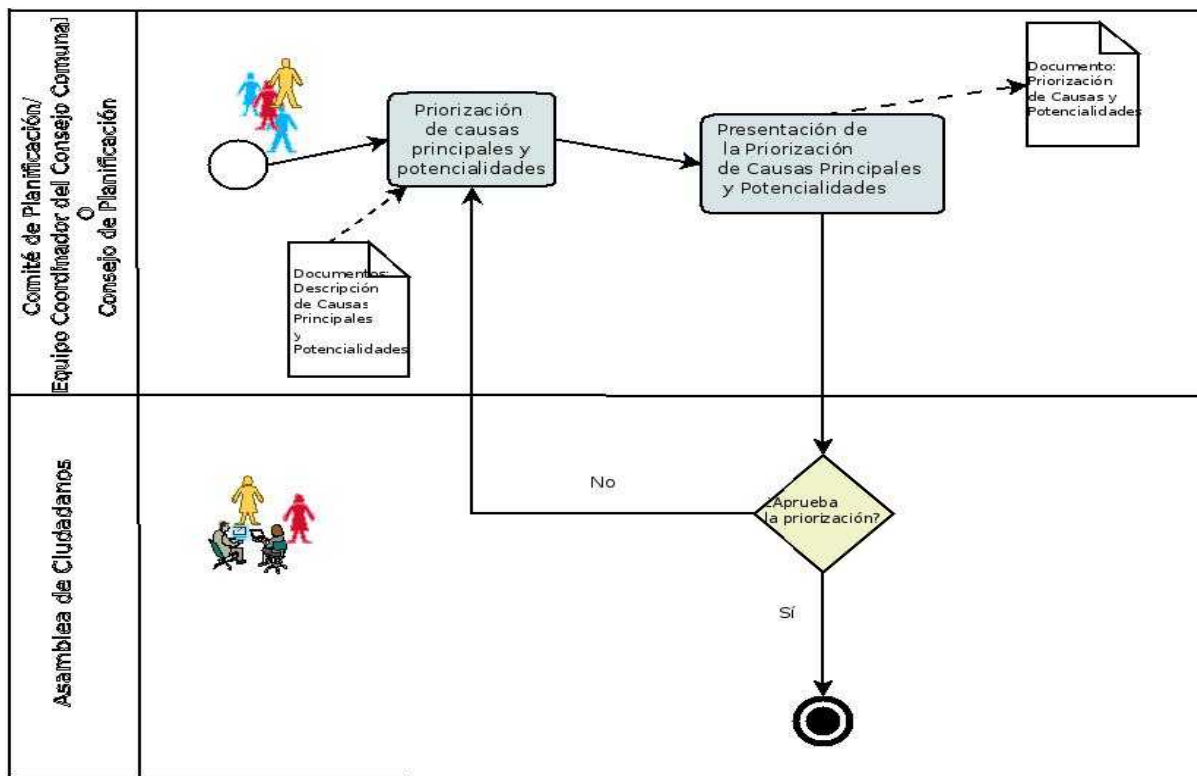 Comité de Planificación/
Equipo Coordinador del Consejo Comunal
O
Consejo de Planificación
Priorización
de causas
principales y
potencialidades
Presentación de
la Priorización
de Causas Principales
y Potencialidades
Documento:
Priorización
de Causas y
Potencialidades
Documentos:
Descripción
de Causas
Principales
y
Potencialidades
Asamblea de Ciudadanos
No
¿Aprueba
la priorización?
Sí